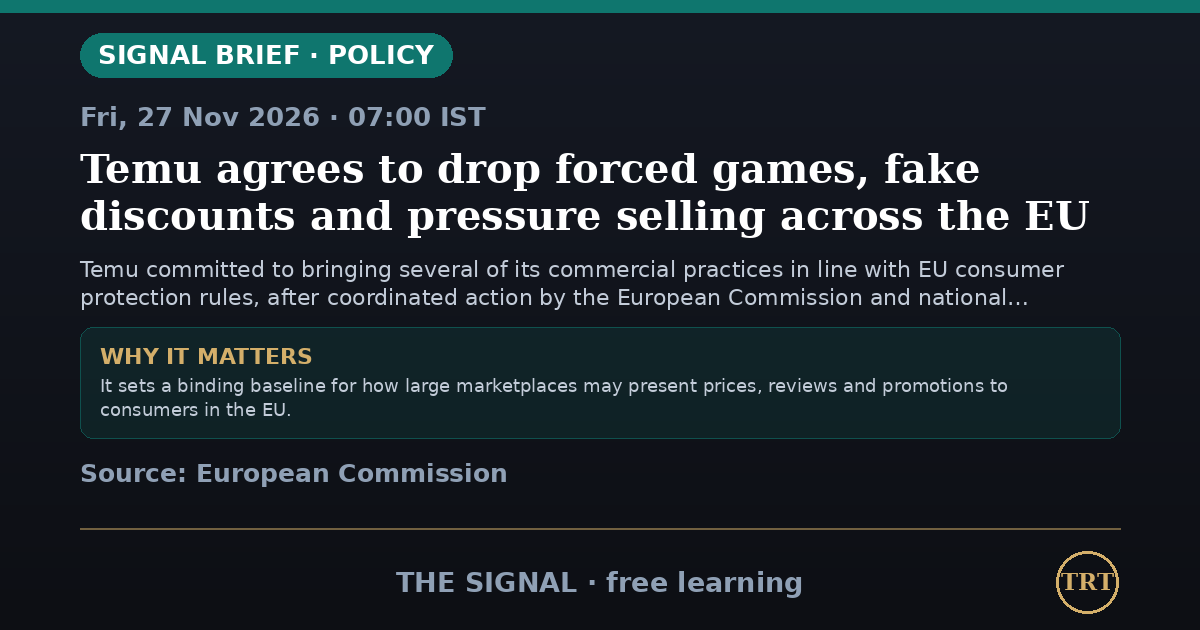 SIGNAL BRIEF · POLICY
Fri, 27 Nov 2026 · 07:00 IST
Temu agrees to drop forced games, fake
discounts and pressure selling across the EU
Temu committed to bringing several of its commercial practices in line with EU consumer
protection rules, after coordinated action by the European Commission and national…
WHY IT MATTERS
It sets a binding baseline for how large marketplaces may present prices, reviews and promotions to
consumers in the EU.
Source: European Commission
THE SIGNAL · free learning
TRT